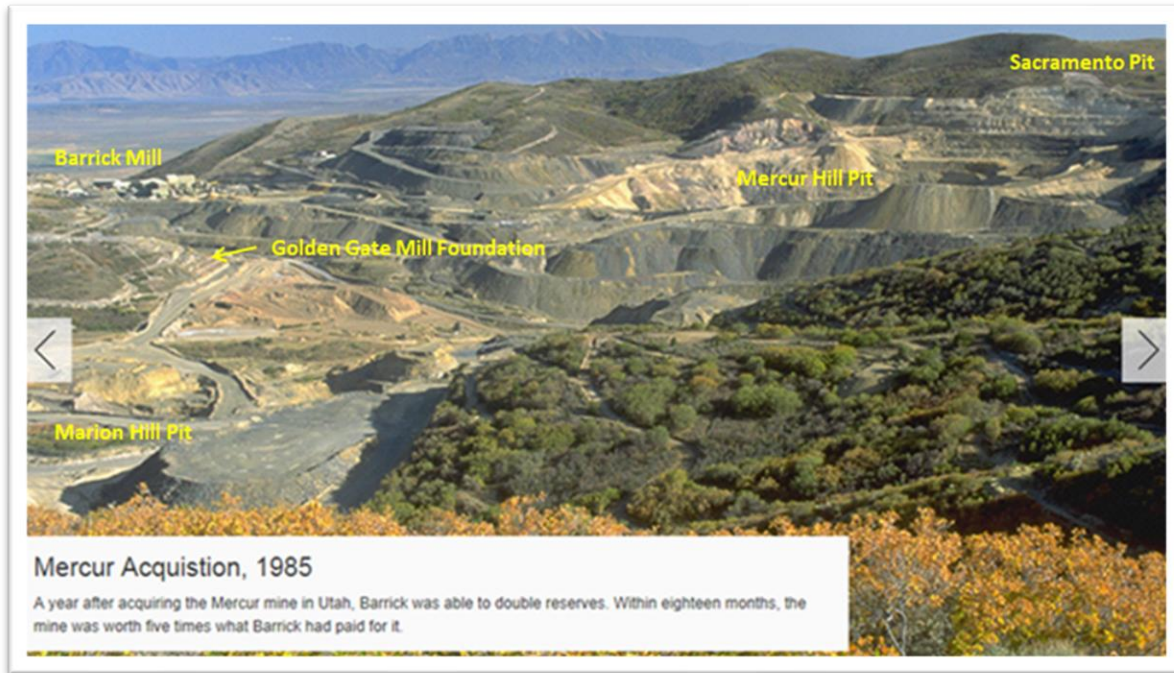 Sacramento Pit
Barrick Mill
Mercur Hill Pit
Golden Gate Mill Foundation
Marion Hill Pit
Mercur Acquistion, 1985
A year after acquiring the Mercur mine in Utah, Barrick was able to double reserves. Within eighteen months, the
mine was worth five times what Barrick had paid for it.